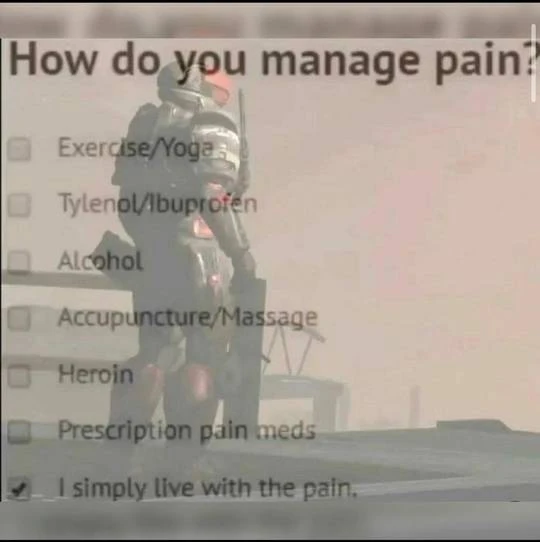 How do you manage pain?
Exercise/Yoga
Tylenol/Ibuprofen
Alcohol
Accupuncture/Massage
Heroin
Prescription pain meds
I simply live with the pain.